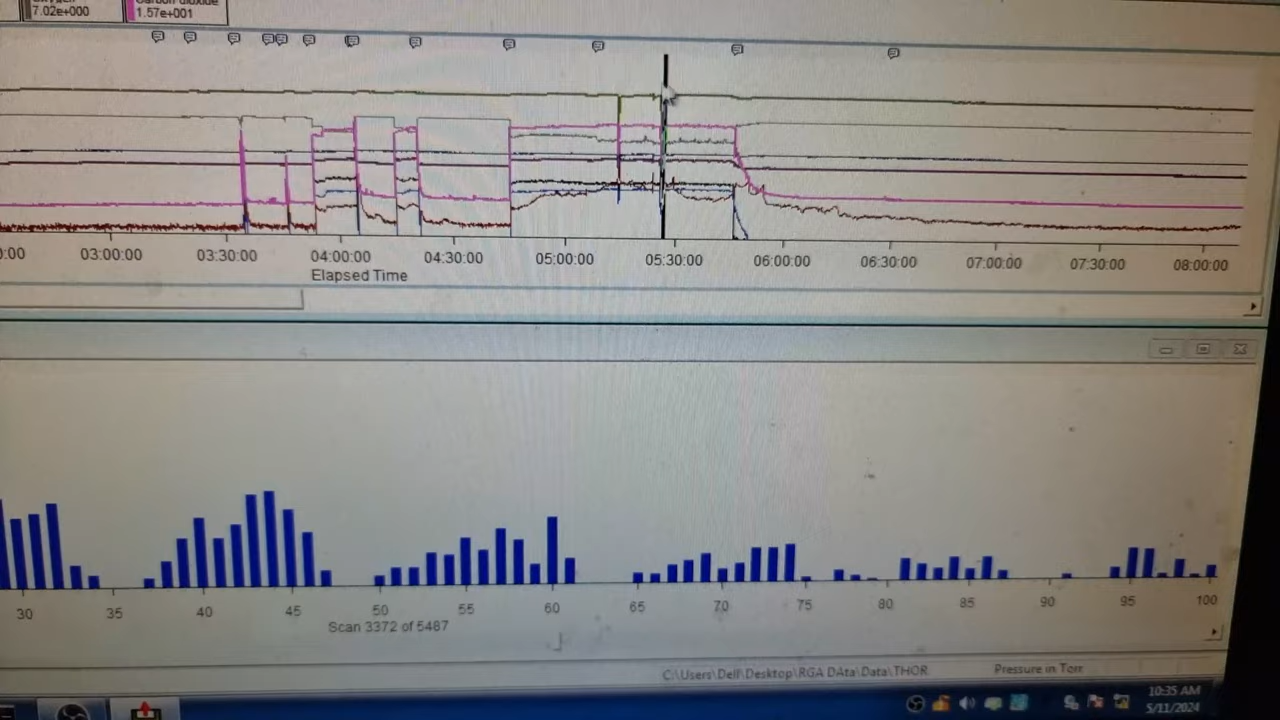 Carbon dioxide
7.02e+000 1.57e+001
03:00:00 03:30:00 04:00:00 04:30:00 05:00:00 05:30:00 06:00:00 06:30:00 07:00:00 07:30:00 08:00:00
Elapsed Time
30 35 40 45 50 55 60 65 70 75 80 85 90 95 100
Scan 3372 of 5487
C:\Users\Dell\Desktop\RGA DAta\Data\THOR Pressure in Torr
10:35 AM
5/11/2024